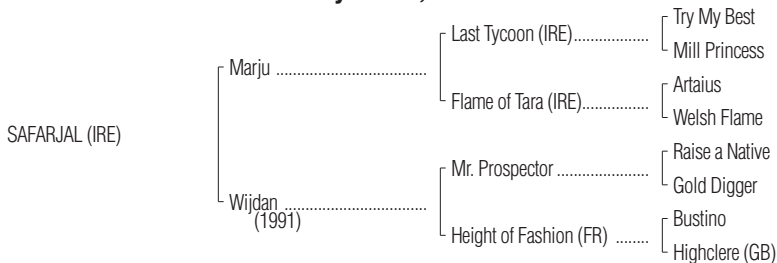 Try My Best
Last Tycoon (IRE)..................
Mill Princess
Marju ....................................
Artaius
Flame of Tara (IRE)................
Welsh Flame
SAFARJAL (IRE)
Raise a Native
Mr. Prospector ......................
Gold Digger
Wijdan ..................................
(1991)
Bustino
Height of Fashion (FR) ........
Highclere (GB)